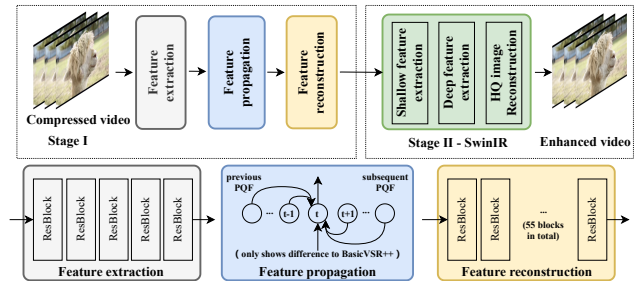 Compressed video
Stage I
Feature
extraction
Feature
propagation
Feature
reconstruction
Shallow feature
extraction
Deep feature
extraction
HQ image
Reconstruction
Stage II - SwinIR
Enhanced video
ResBlock
ResBlock
ResBlock
ResBlock
ResBlock
Feature extraction
previous
PQF
subsequent
PQF
... t-1 t t+1 ...
( only shows difference to BasicVSR++ )
Feature propagation
ResBlock
ResBlock
...
(55 blocks
in total)
ResBlock
Feature reconstruction